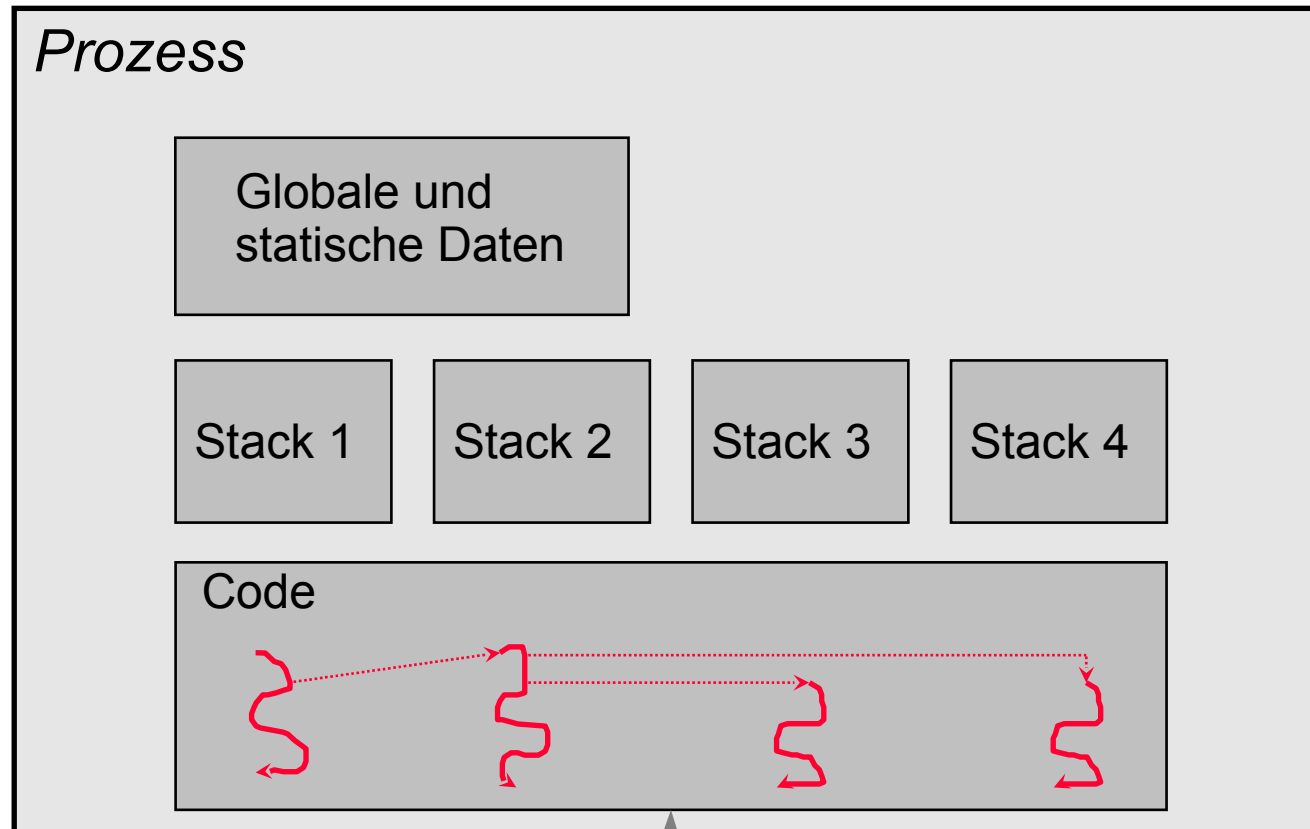 Prozess
Globale und
statische Daten
Stack 1
Stack 2
Stack 3
Stack 4
Code